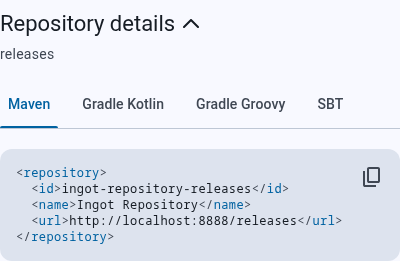 Repository details
releases
Maven Gradle Kotlin Gradle Groovy SBT
<repository>
  <id>ingot-repository-releases</id>
  <name>Ingot Repository</name>
  <url>http://localhost:8888/releases</url>
</repository>